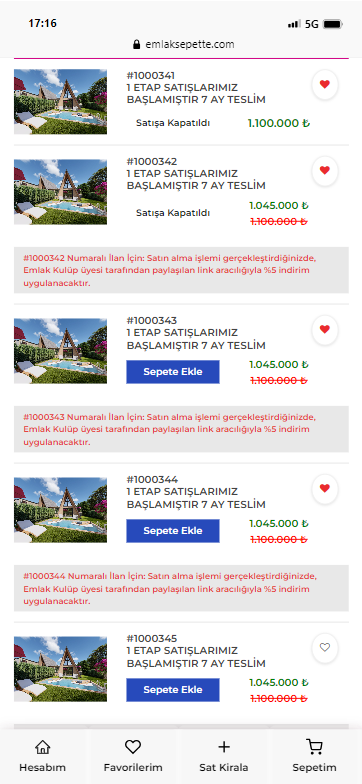 17:16
5G
emlaksepette.com
#1000341
1 ETAP SATIŞLARIMIZ
BAŞLAMIŞTIR 7 AY TESLİM
Satışa Kapatıldı
1.100.000 ₺
#1000342
1 ETAP SATIŞLARIMIZ
BAŞLAMIŞTIR 7 AY TESLİM
1.045.000 ₺
Satışa Kapatıldı
1.100.000 ₺
#1000342 Numaralı İlan İçin: Satın alma işlemi gerçekleştirdiğinizde,
Emlak Kulüp üyesi tarafından paylaşılan link aracılığıyla %5 indirim
uygulanacaktır.
#1000343
1 ETAP SATIŞLARIMIZ
BAŞLAMIŞTIR 7 AY TESLİM
1.045.000 ₺
Sepete Ekle
1.100.000 ₺
#1000343 Numaralı İlan İçin: Satın alma işlemi gerçekleştirdiğinizde,
Emlak Kulüp üyesi tarafından paylaşılan link aracılığıyla %5 indirim
uygulanacaktır.
#1000344
1 ETAP SATIŞLARIMIZ
BAŞLAMIŞTIR 7 AY TESLİM
1.045.000 ₺
Sepete Ekle
1.100.000 ₺
#1000344 Numaralı İlan İçin: Satın alma işlemi gerçekleştirdiğinizde,
Emlak Kulüp üyesi tarafından paylaşılan link aracılığıyla %5 indirim
uygulanacaktır.
#1000345
1 ETAP SATIŞLARIMIZ
BAŞLAMIŞTIR 7 AY TESLİM
1.045.000 ₺
Sepete Ekle
1.100.000 ₺
Hesabım Favorilerim Sat Kirala Sepetim